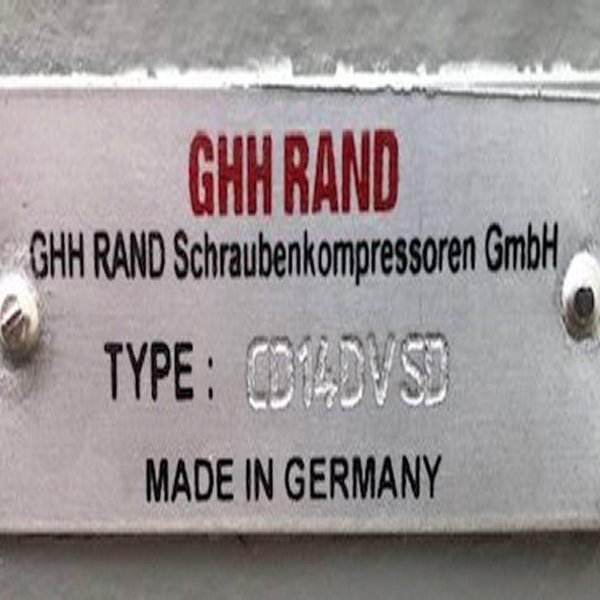 GHH RAND
GHH RAND Schraubenkompressoren GmbH
TYPE : CD14DVSD
MADE IN GERMANY